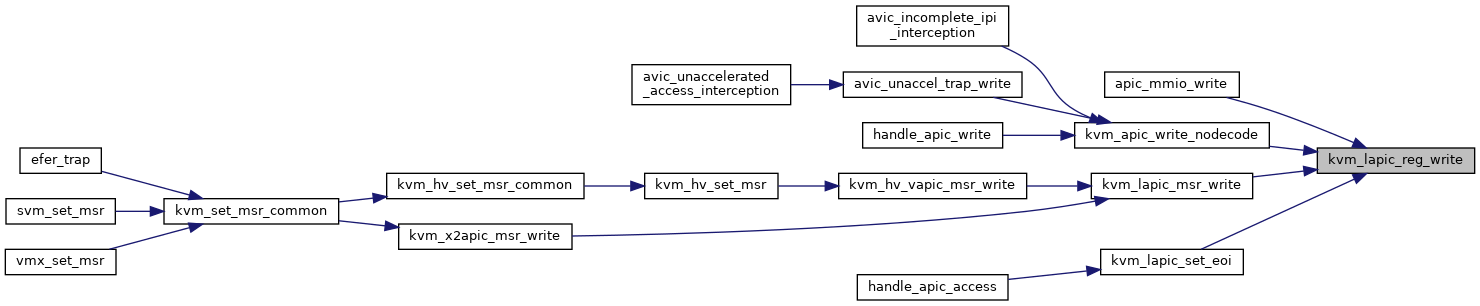 avic_incomplete_ipi
_interception
avic_unaccelerated
_access_interception
avic_unaccel_trap_write
apic_mmio_write
handle_apic_write
kvm_apic_write_nodecode
efer_trap
kvm_lapic_reg_write
kvm_hv_set_msr_common
kvm_hv_set_msr
kvm_hv_vapic_msr_write
kvm_lapic_msr_write
svm_set_msr
kvm_set_msr_common
kvm_x2apic_msr_write
vmx_set_msr
kvm_lapic_set_eoi
handle_apic_access